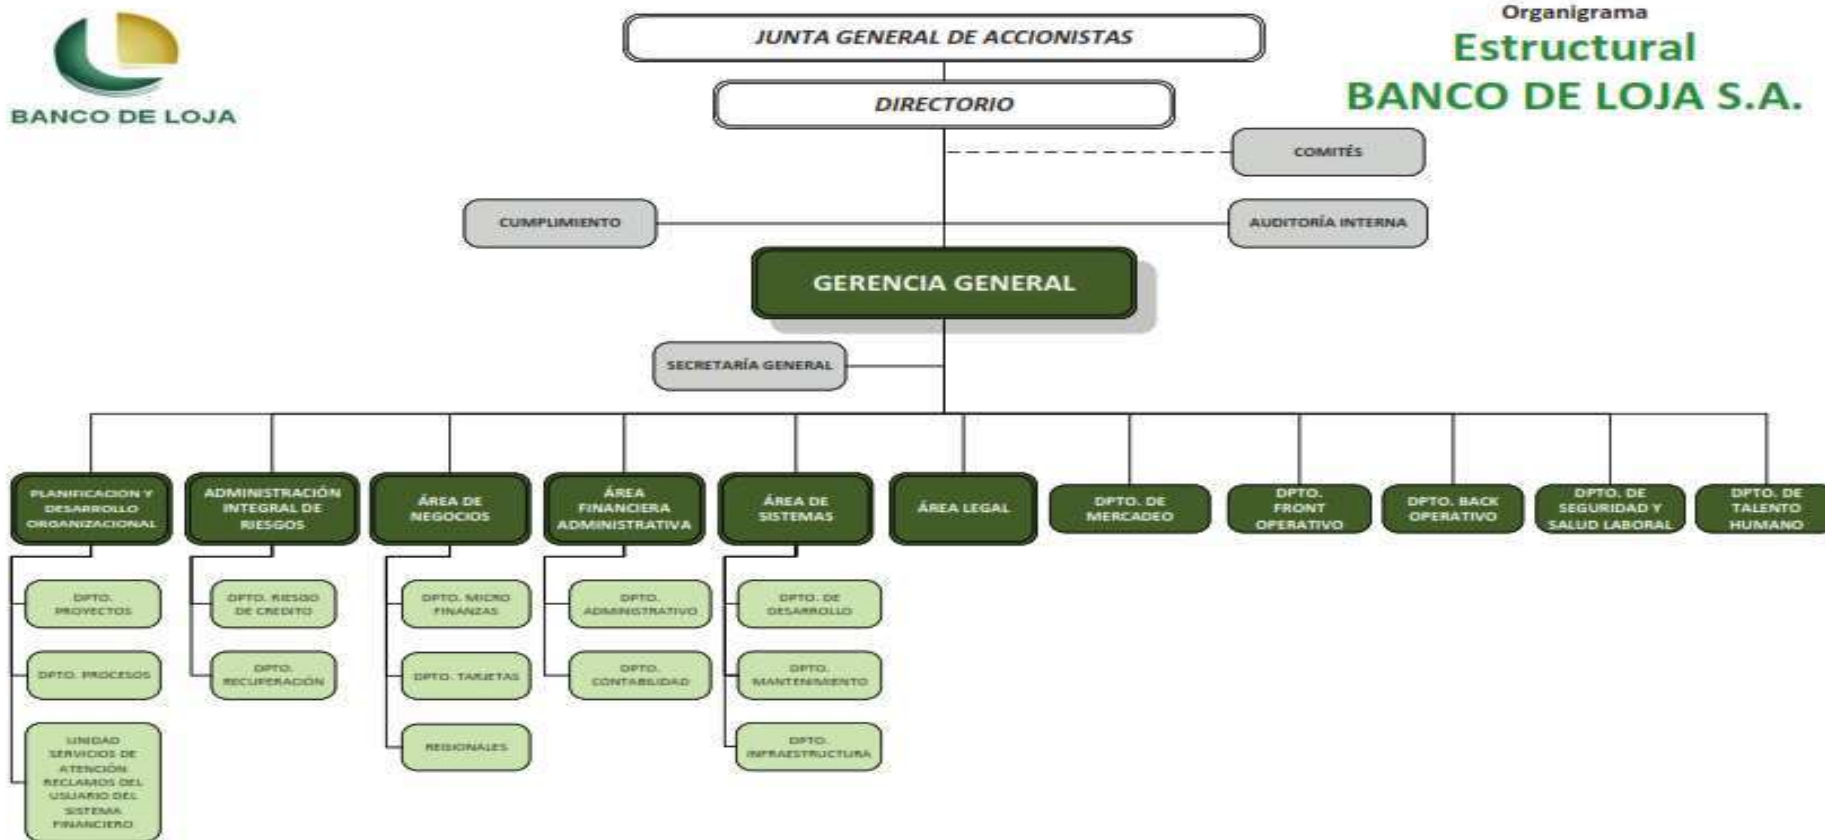 BANCO DE LOJA
Organigrama
Estructural
BANCO DE LOJA S.A.
JUNTA GENERAL DE ACCIONISTAS
DIRECTORIO
COMITÉS
CUMPLIMIENTO
AUDITORÍA INTERNA
GERENCIA GENERAL
SECRETARÍA GENERAL
PLANIFICACIÓN Y
DESARROLLO
ORGANIZACIONAL
ADMINISTRACIÓN
INTEGRAL DE
RIESGOS
ÁREA DE
NEGOCIOS
ÁREA
FINANCIERA
ADMINISTRATIVA
ÁREA DE
SISTEMAS
ÁREA LEGAL
DPTO. DE
MERCADEO
DPTO.
FRONT
OPERATIVO
DPTO. BACK
OPERATIVO
DPTO. DE
SEGURIDAD Y
SALUD LABORAL
DPTO. DE
TALENTO
HUMANO
DPTO.
PROYECTOS
DPTO. PROCESOS
UNIDAD
SERVICIOS DE
ATENCIÓN
RECLAMOS DEL
USUARIO DEL
SISTEMA
FINANCIERO
DPTO. RIESGO
DE CREDITO
DPTO.
RECUPERACIÓN
DPTO. MICRO
FINANZAS
DPTO. TARJETAS
REGIONALES
DPTO.
ADMINISTRATIVO
DPTO.
CONTABILIDAD
DPTO. DE
DESARROLLO
DPTO.
MANTENIMIENTO
DPTO.
INFRAESTRUCTURA